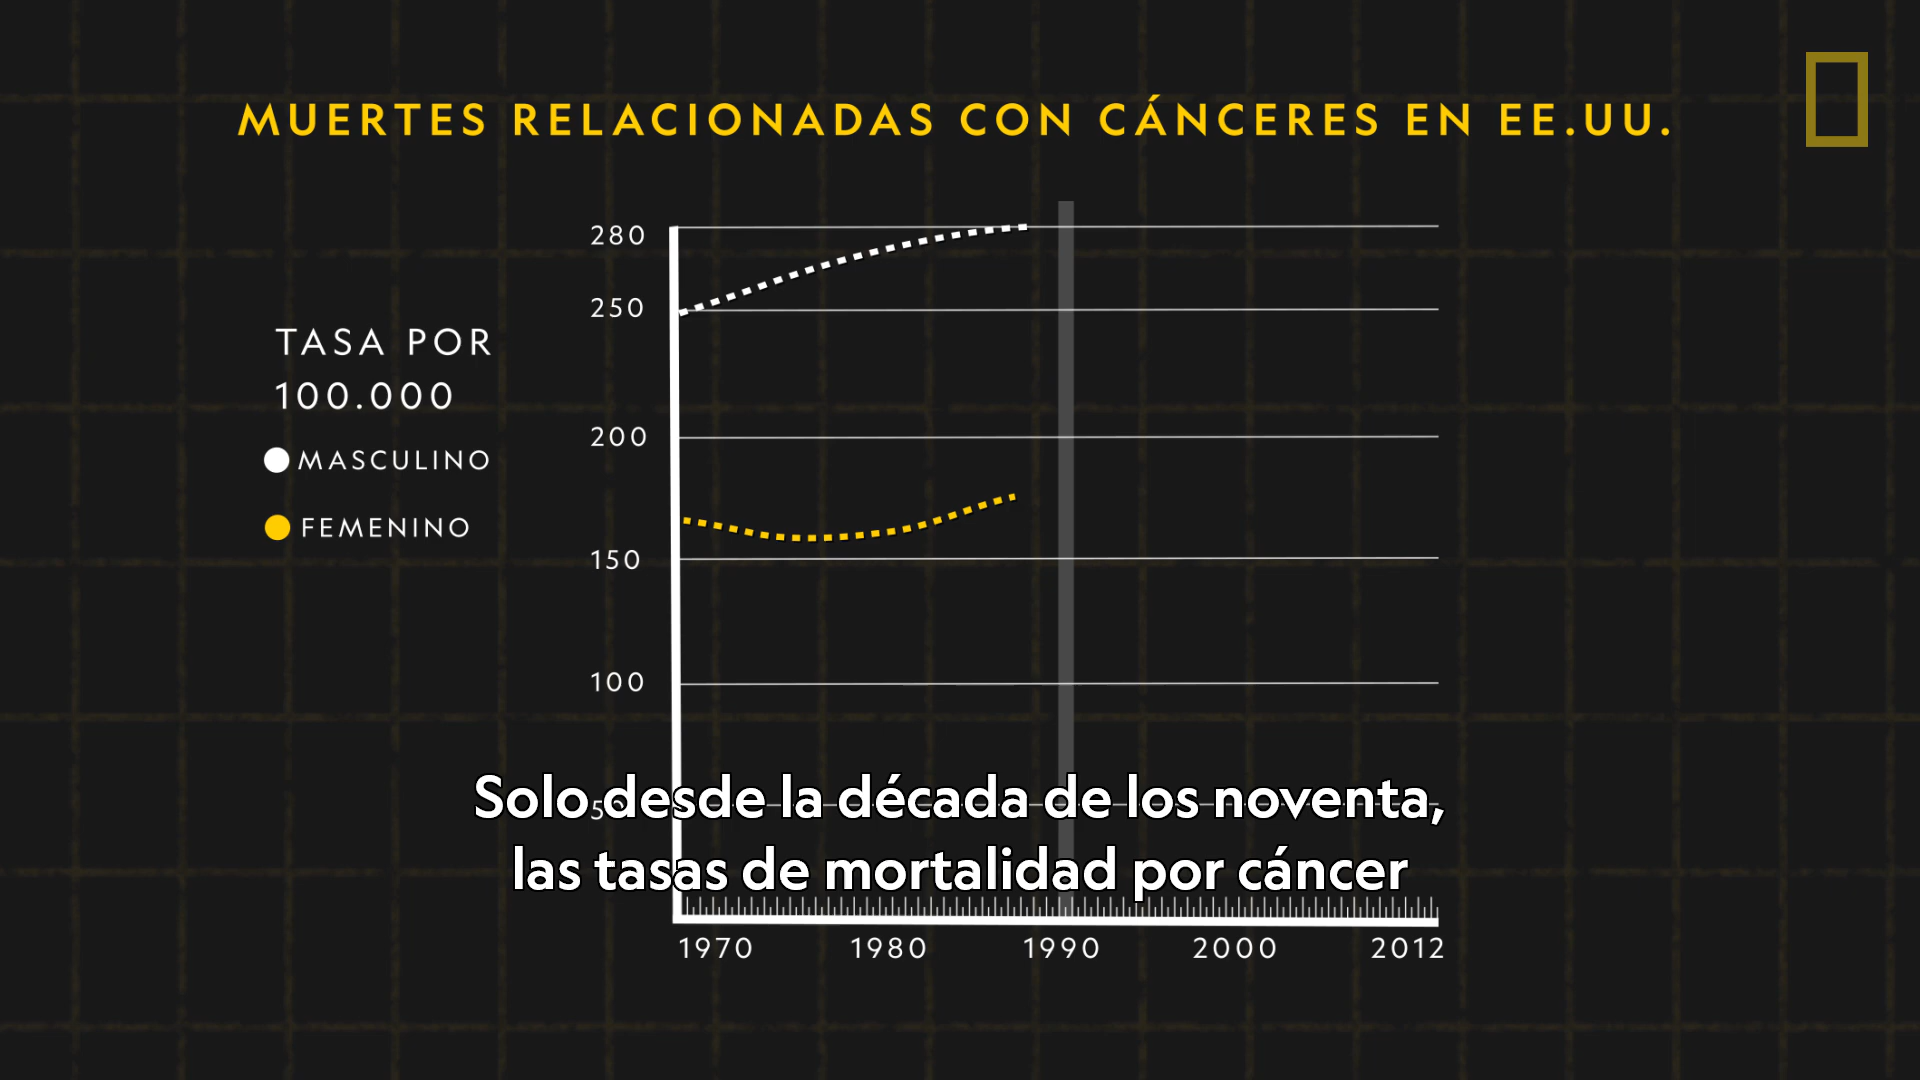 MUERTES RELACIONADAS CON CÁNCERES EN EE.UU.
280
250
TASA POR
100.000
200
MASCULINO
FEMENINO
150
100
50
Solo desde la década de los noventa,
las tasas de mortalidad por cáncer
1970 1980 1990 2000 2012